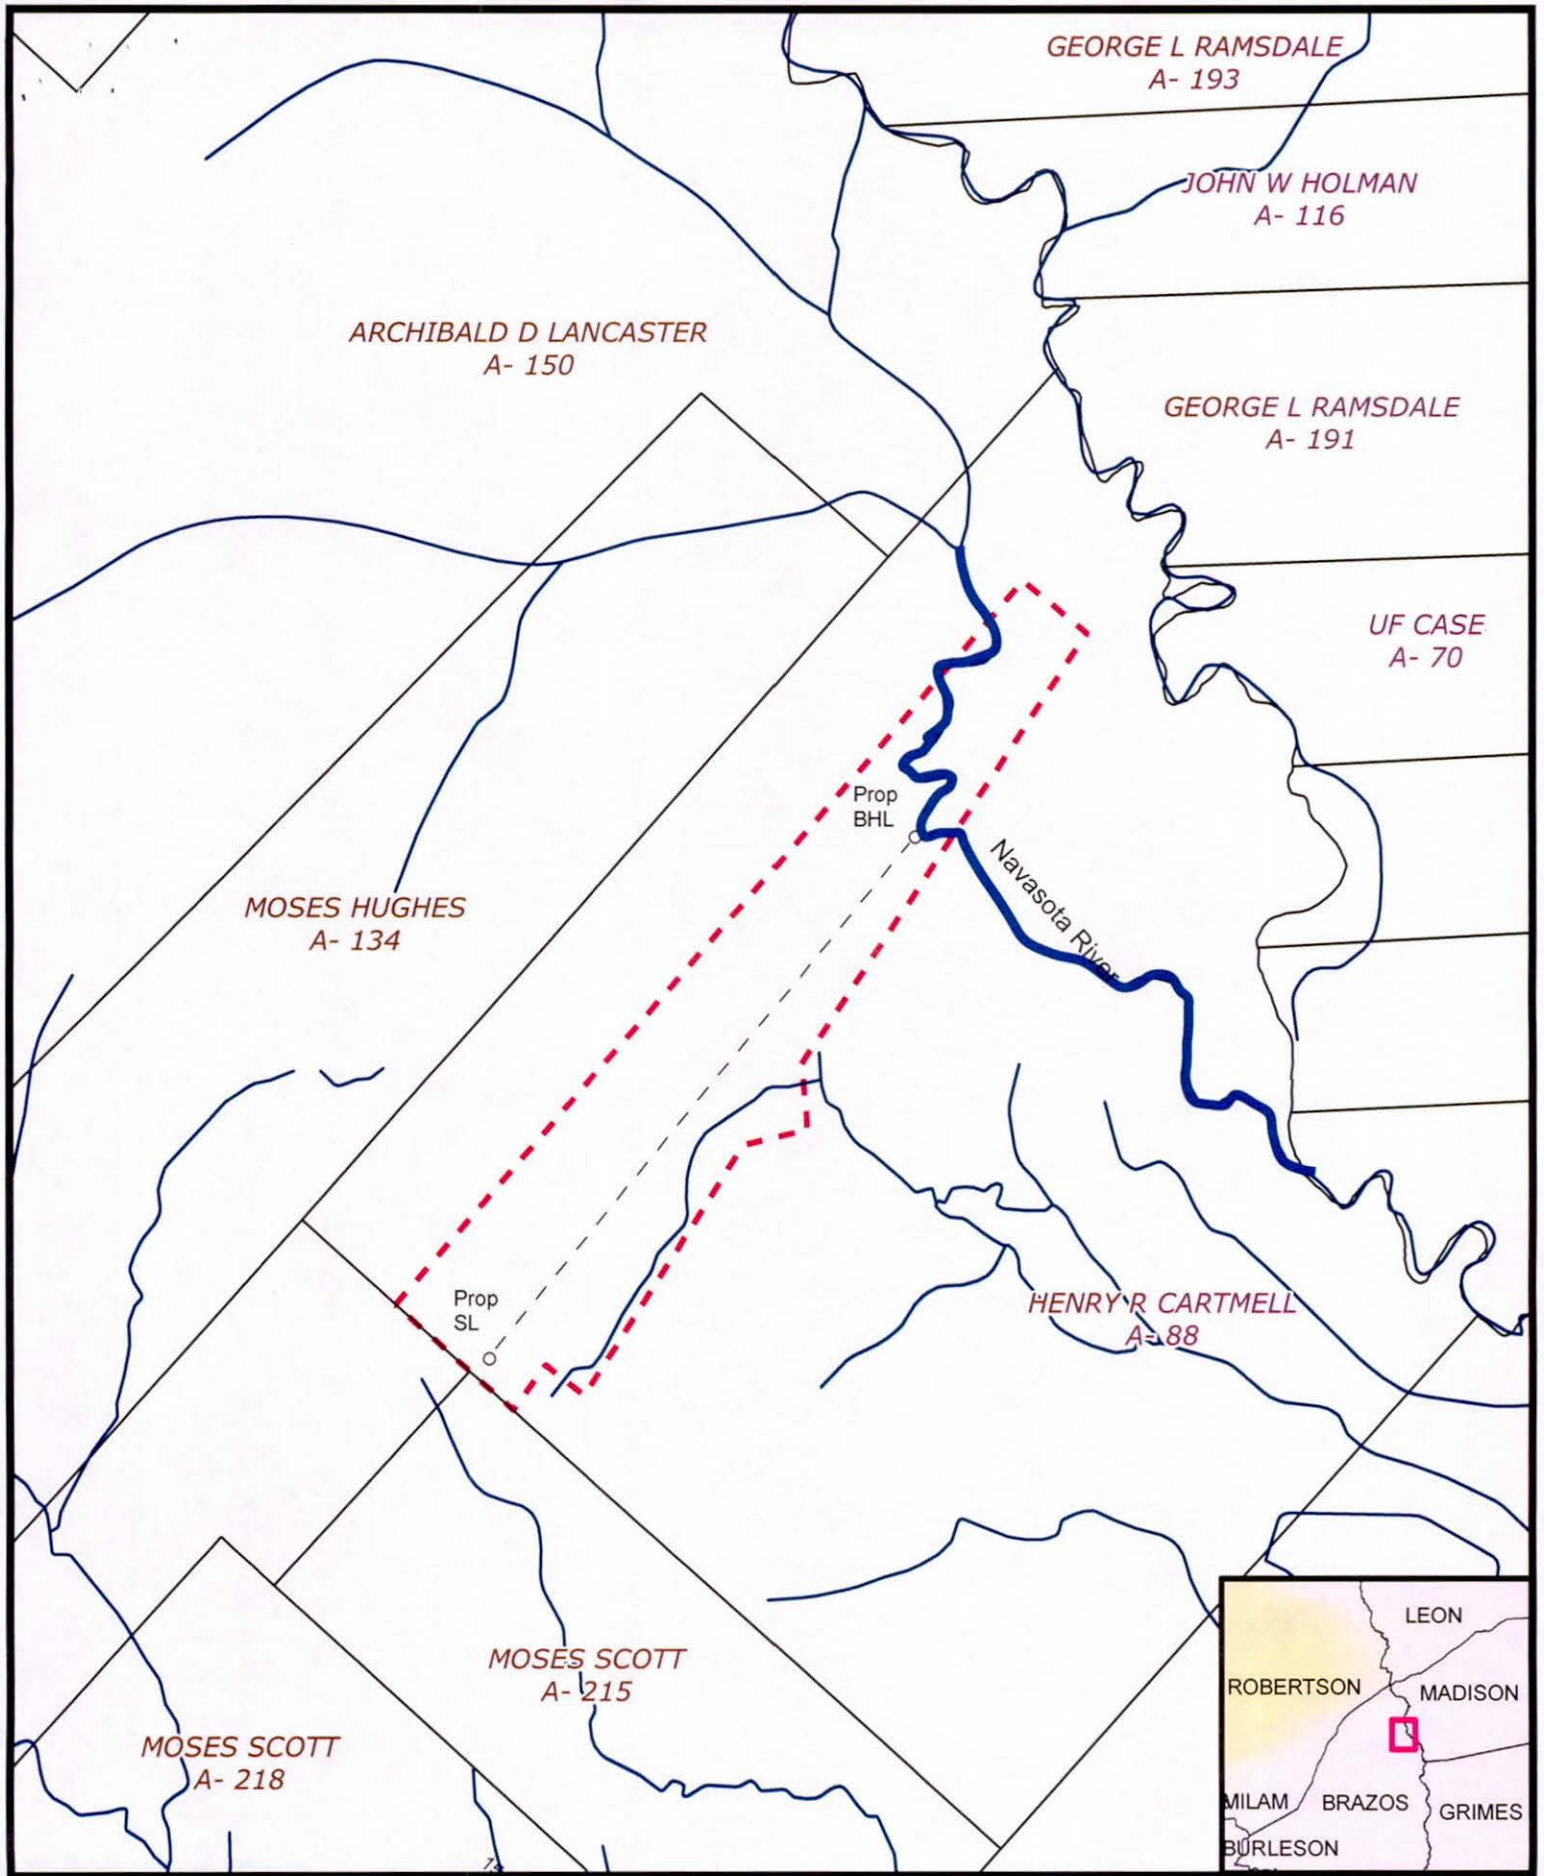 GEORGE L RAMSDALE
A- 193
JOHN W HOLMAN
A- 116
ARCHIBALD D LANCASTER
A- 150
GEORGE L RAMSDALE
A- 191
UF CASE
A- 70
Prop
BHL
Navasota River
MOSES HUGHES
A- 134
Prop
SL
HENRY R CARTMELL
A- 88
MOSES SCOTT
A- 215
MOSES SCOTT
A- 218
LEON
ROBERTSON
MADISON
MILAM
BRAZOS
GRIMES
BURLESON